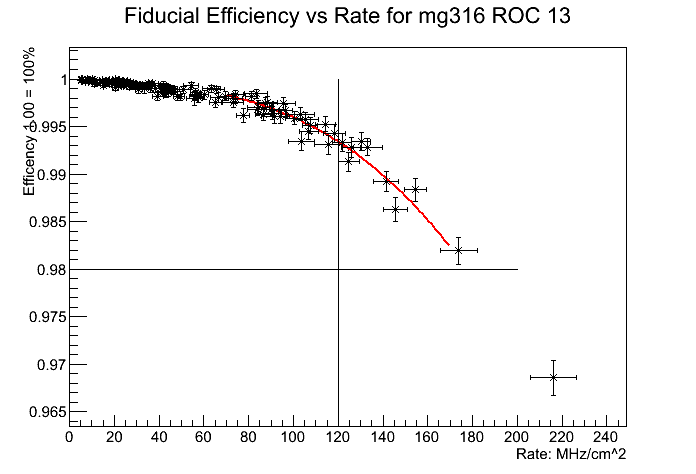 Fiducial Efficiency vs Rate for mg316 ROC 13
Efficency 1.00 = 100%
1
0.995
0.99
0.985
0.98
0.975
0.97
0.965
0 20 40 60 80 100 120 140 160 180 200 220 240
Rate: MHz/cm^2